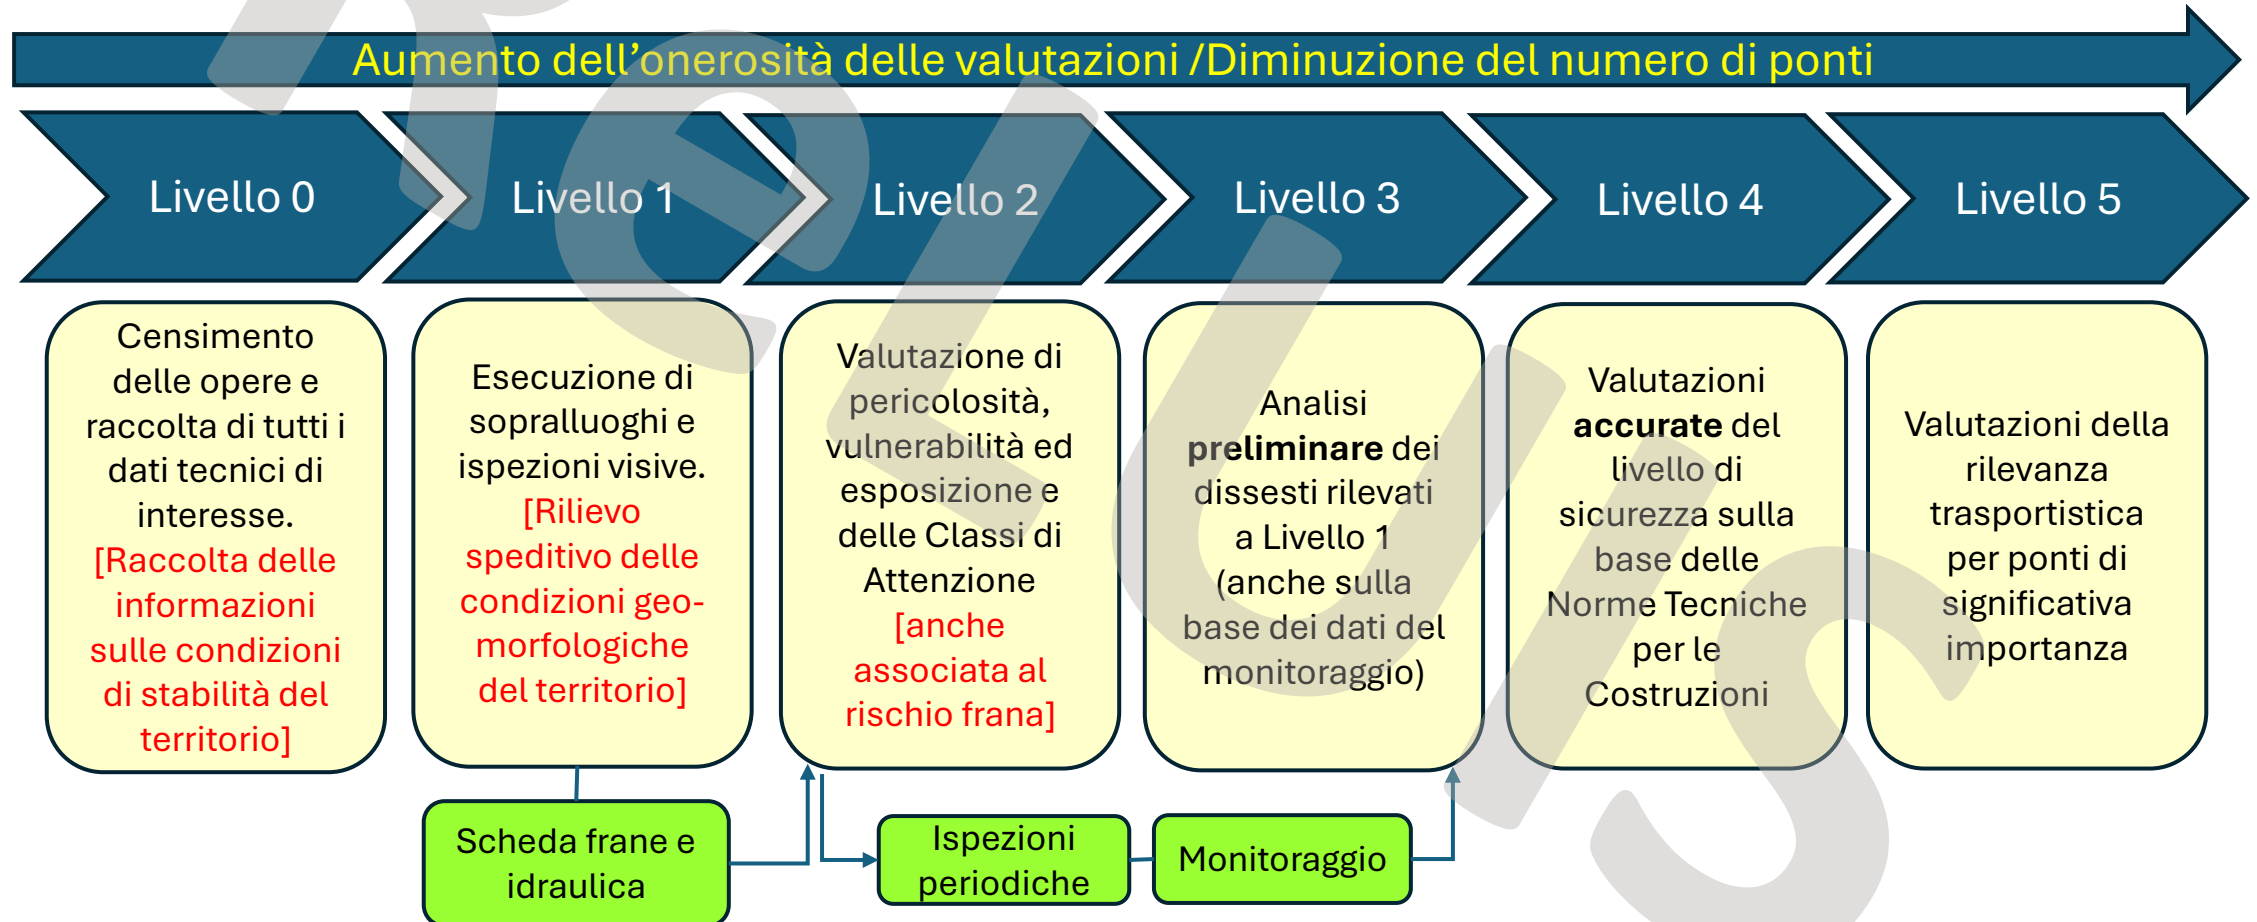 Aumento dell'onerosità delle valutazioni /Diminuzione del numero di ponti
Livello 0
Livello 1
Livello 2
Livello 3
Livello 4
Livello 5
Censimento
delle opere e
raccolta di tutti i
dati tecnici di
interesse.
[Raccolta delle
informazioni
sulle condizioni
di stabilità del
territorio]
Esecuzione di
sopralluoghi e
ispezioni visive.
[Rilievo
speditivo delle
condizioni geo-
morfologiche
del territorio]
Valutazione di
pericolosità,
vulnerabilità ed
esposizione e
delle Classi di
Attenzione
[anche
associata al
rischio frana]
Analisi
preliminare dei
dissesti rilevati
a Livello 1
(anche sulla
base dei dati del
monitoraggio)
Valutazioni
accurate del
livello di
sicurezza sulla
base delle
Norme Tecniche
per le
Costruzioni
Valutazioni della
rilevanza
trasportistica
per ponti di
significativa
importanza
Scheda frane e
idraulica
Ispezioni
periodiche
Monitoraggio
ReLUIS